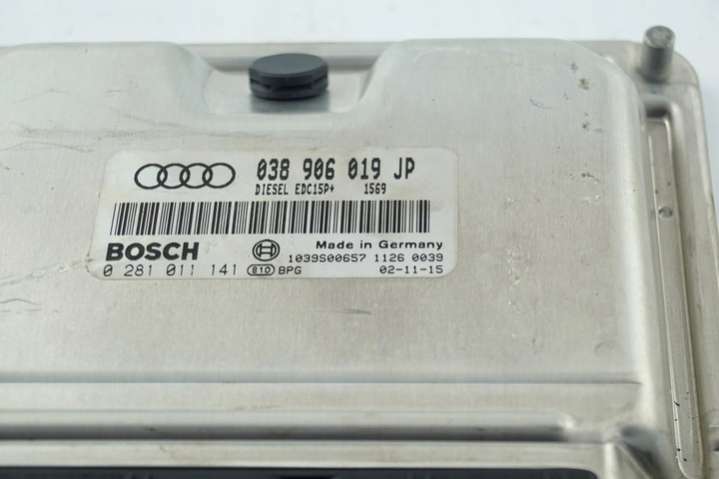 038 906 019 JP
DIESEL EDC15P+ 1569
BOSCH
Made in Germany
1039S00657 1126 0039
0 281 011 141 e10 BPG 02-11-15